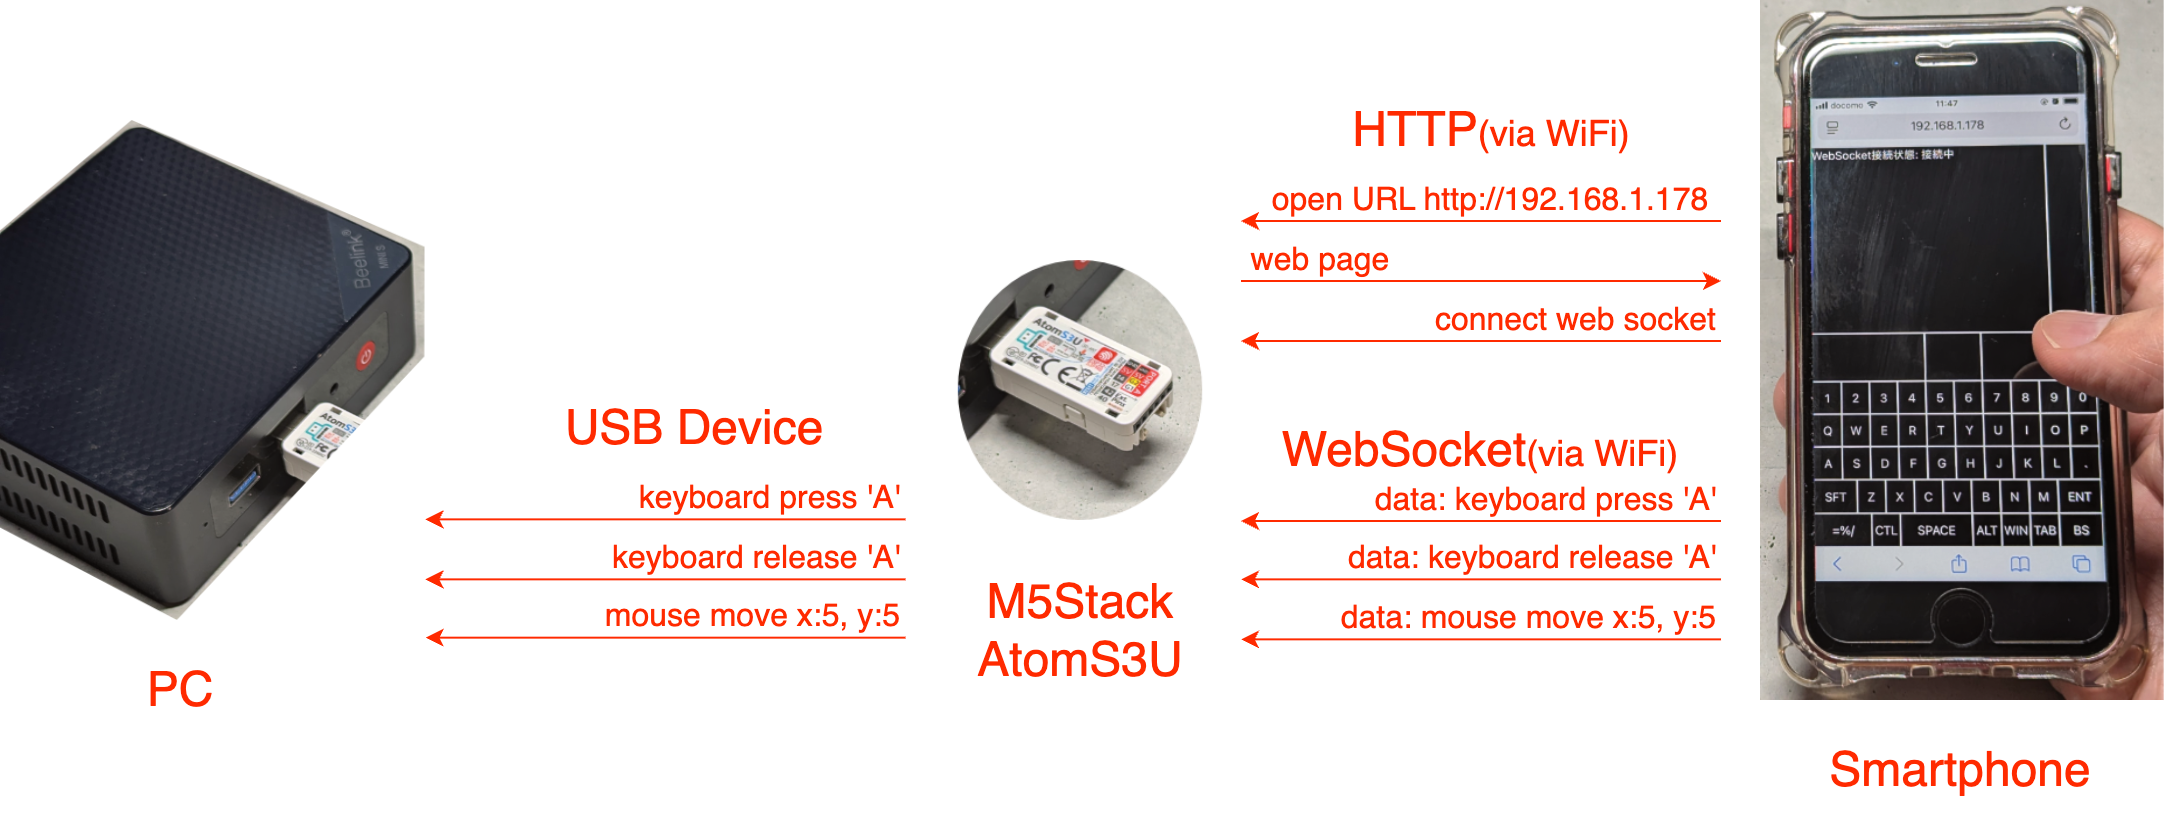 HTTP(via WiFi)
open URL http://192.168.1.178
web page
connect web socket
USB Device
keyboard press 'A'
keyboard release 'A'
mouse move x:5, y:5
WebSocket(via WiFi)
data: keyboard press 'A'
data: keyboard release 'A'
data: mouse move x:5, y:5
PC
M5Stack
AtomS3U
Smartphone
Beelink®
MINI S
AtomS3
AtomS3U
FC CE
docomo 11:47
192.168.1.178
WebSocket接続状態: 接続中
1 2 3 4 5 6 7 8 9 0
Q W E R T Y U I O P
A S D F G H J K L .
SFT Z X C V B N M ENT
=%/ CTL SPACE ALT WIN TAB BS